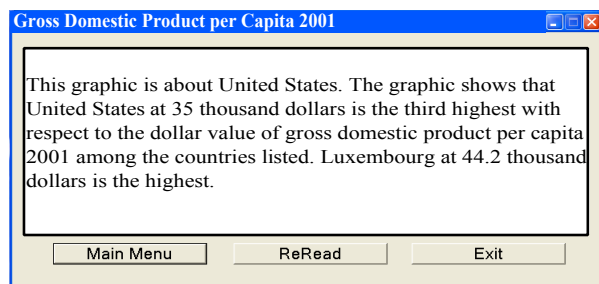 Gross Domestic Product per Capita 2001
This graphic is about United States. The graphic shows that
United States at 35 thousand dollars is the third highest with
respect to the dollar value of gross domestic product per capita
2001 among the countries listed. Luxembourg at 44.2 thousand
dollars is the highest.
Main Menu
ReRead
Exit